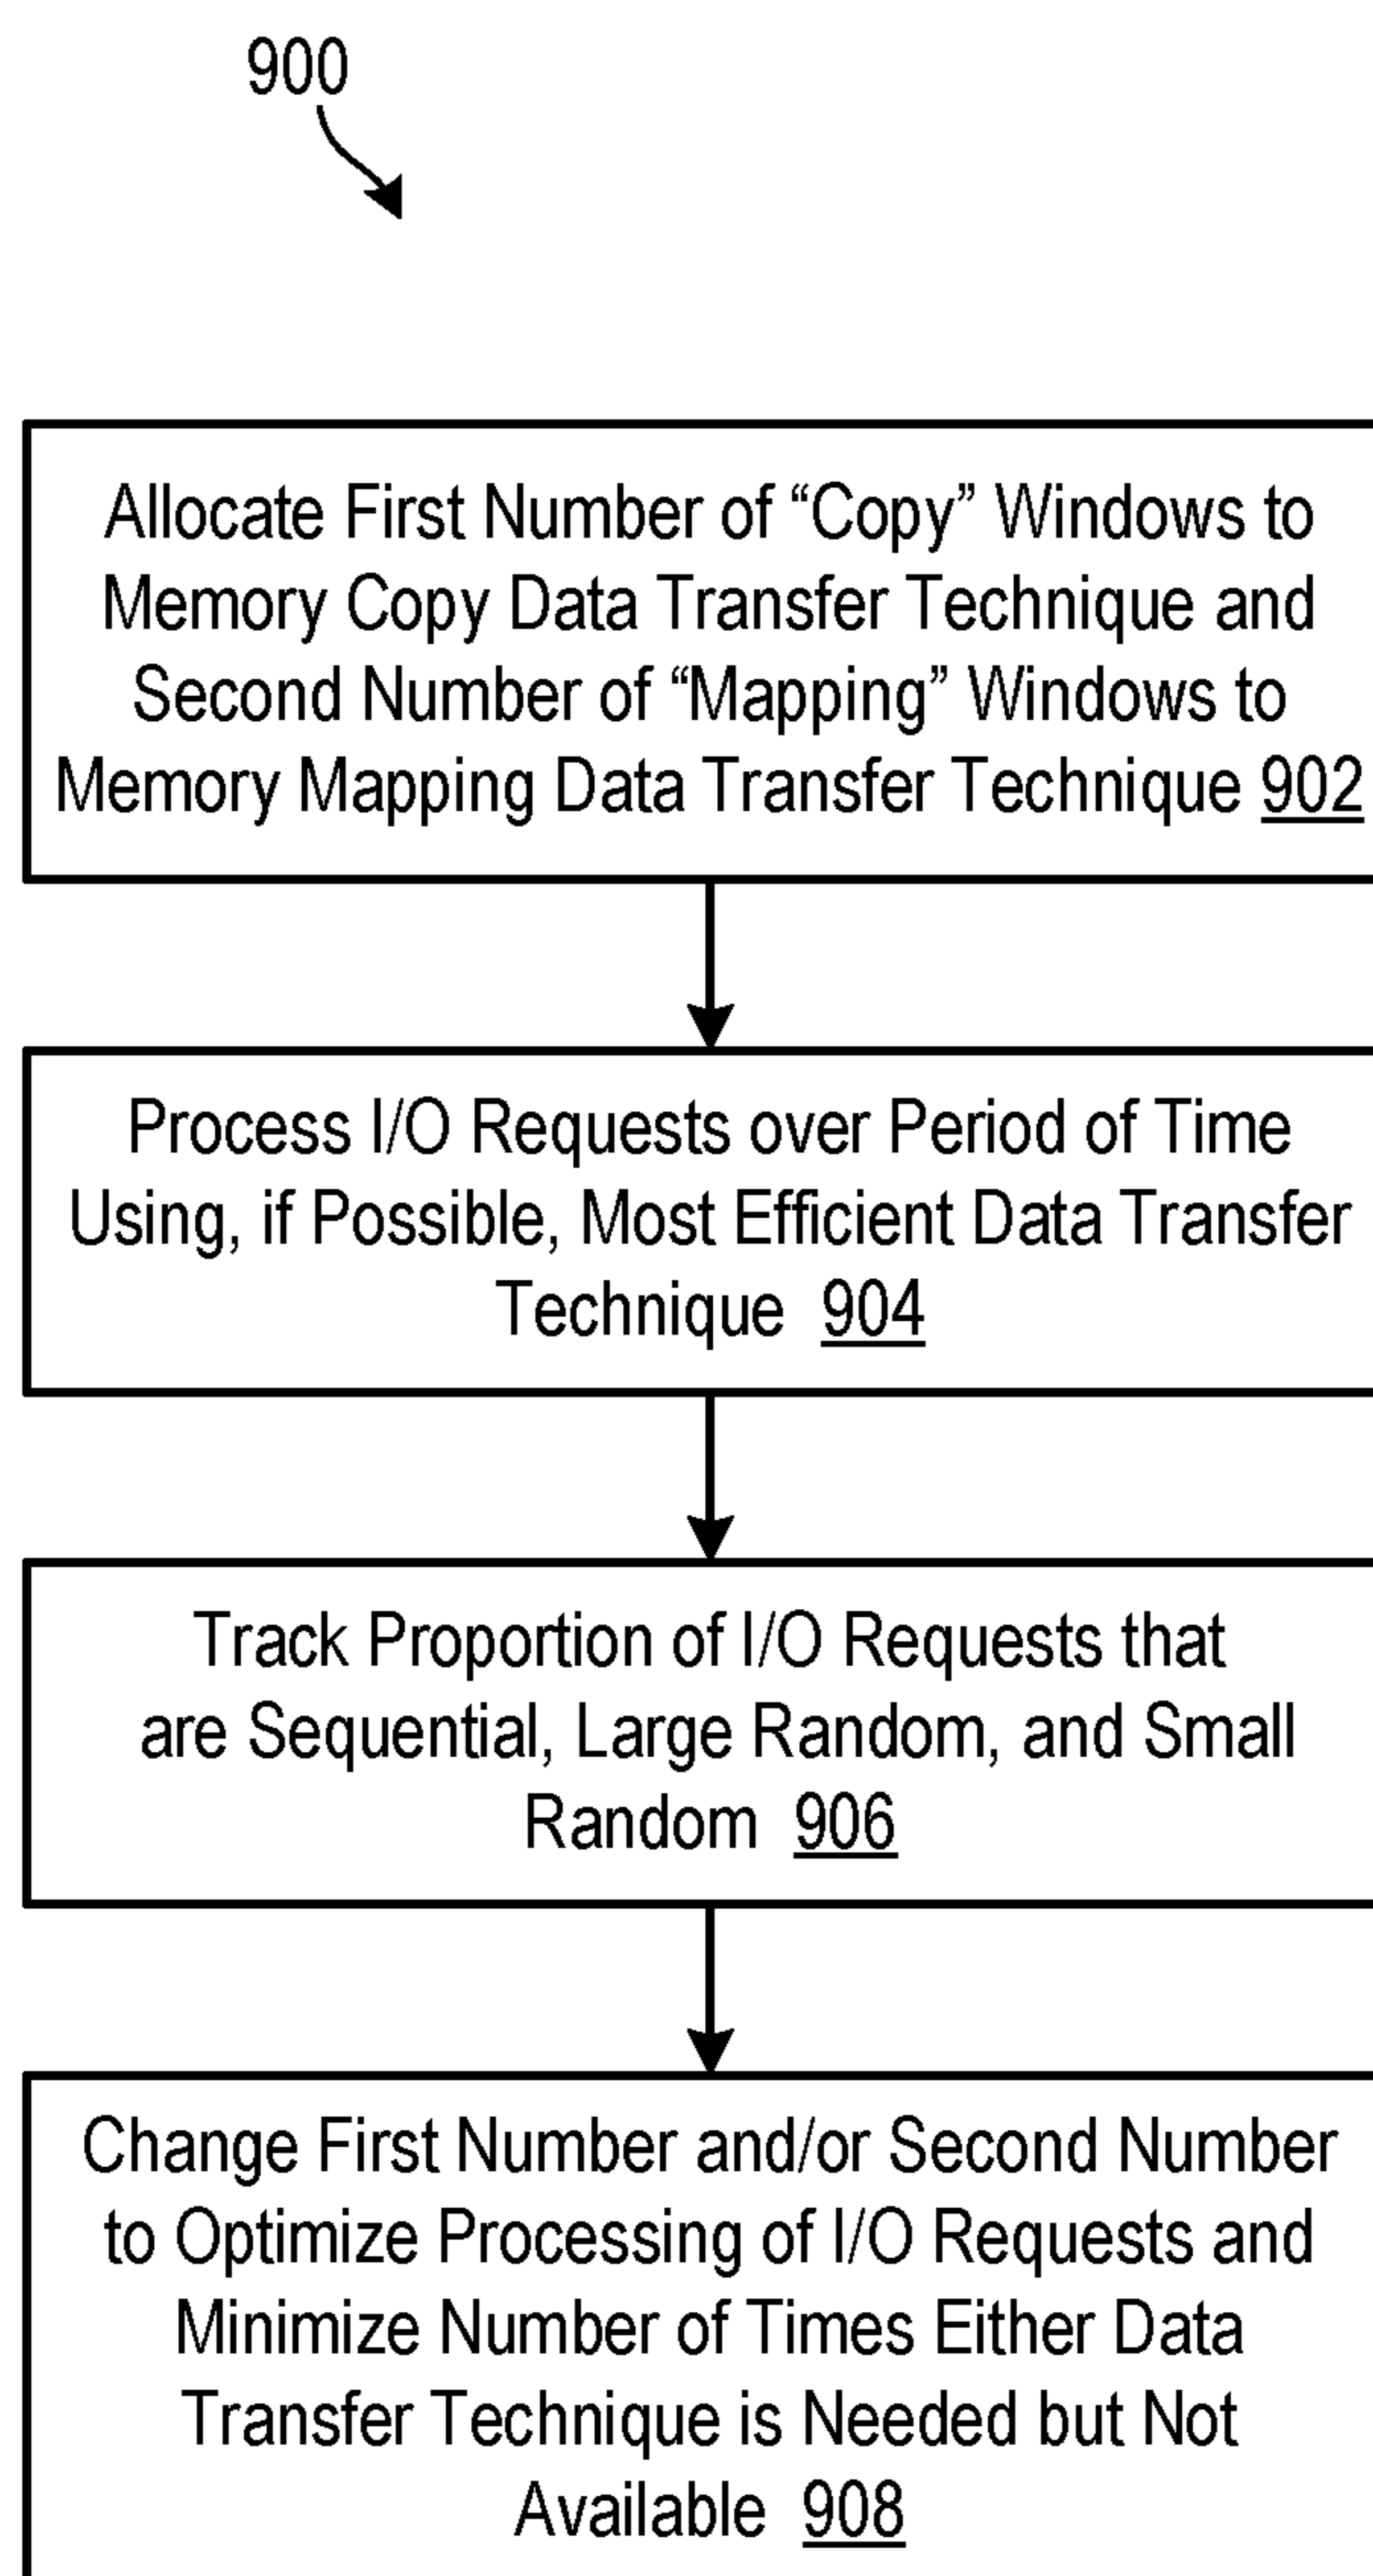 900
Allocate First Number of “Copy” Windows to
Memory Copy Data Transfer Technique and
Second Number of “Mapping” Windows to
Memory Mapping Data Transfer Technique 902
Process I/O Requests over Period of Time
Using, if Possible, Most Efficient Data Transfer
Technique 904
Track Proportion of I/O Requests that
are Sequential, Large Random, and Small
Random 906
Change First Number and/or Second Number
to Optimize Processing of I/O Requests and
Minimize Number of Times Either Data
Transfer Technique is Needed but Not
Available 908